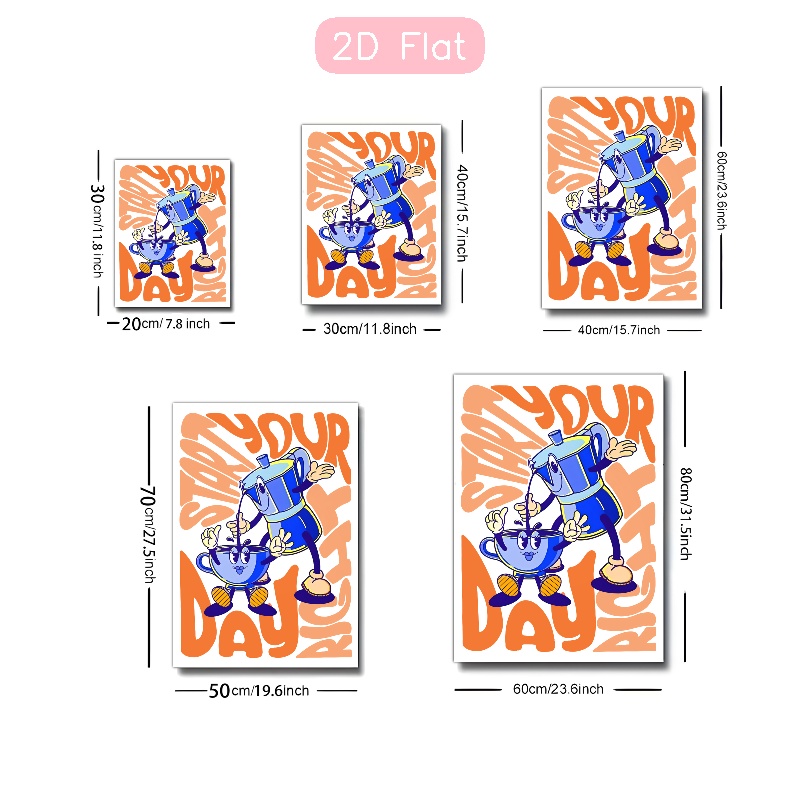 2D Flat
START YOUR
DAY RIGHT
30cm/11.8 inch
20cm/7.8 inch
START YOUR
DAY RIGHT
40cm/15.7inch
30cm/11.8inch
START YOUR
DAY RIGHT
60cm/23.6inch
40cm/15.7inch
START YOUR
DAY RIGHT
70cm/27.5inch
50cm/19.6inch
START YOUR
DAY RIGHT
80cm/31.5inch
60cm/23.6inch